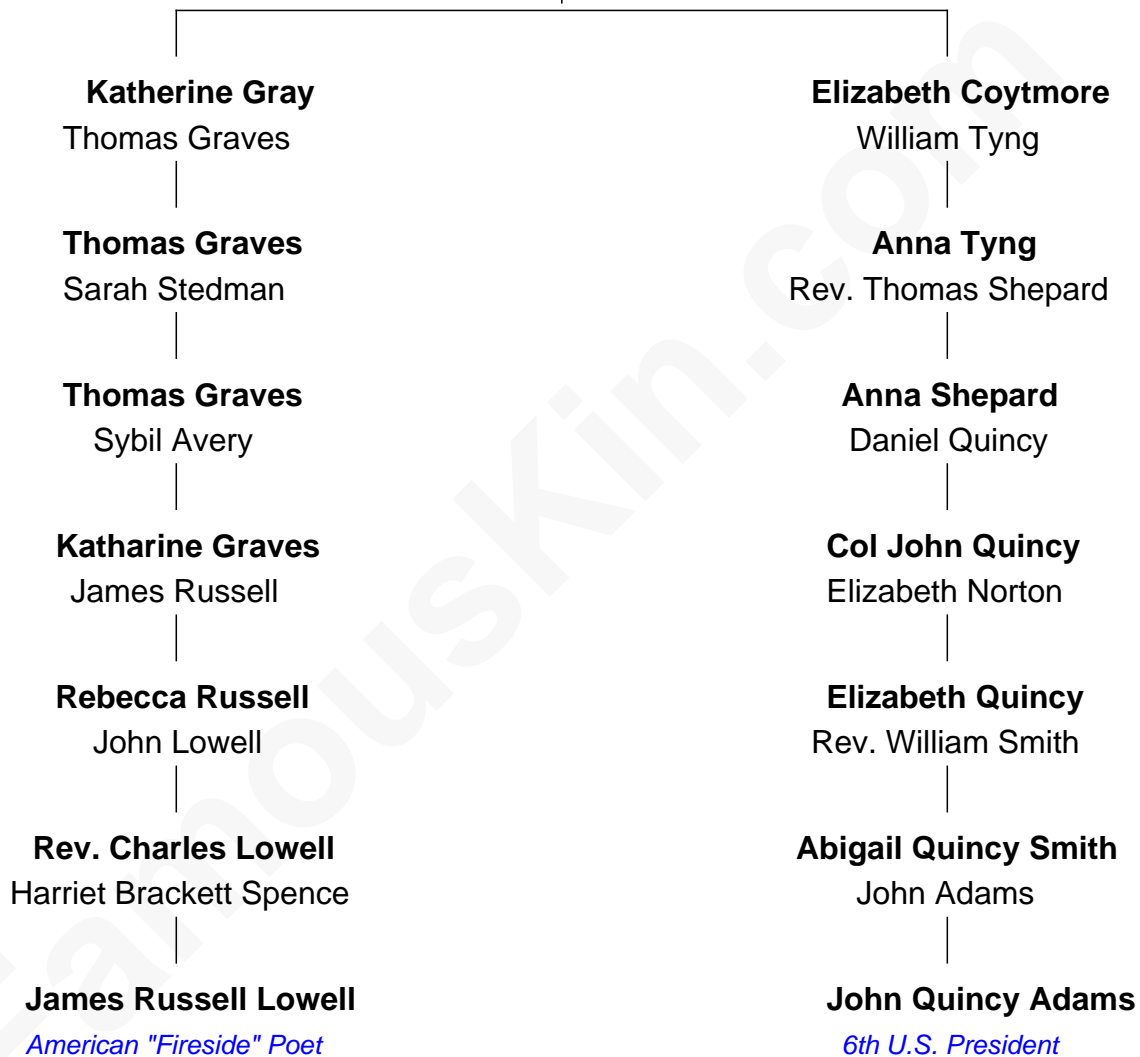 Katherine Gray
Thomas Graves
Elizabeth Coytmore
William Tyng
Thomas Graves
Sarah Stedman
Anna Tyng
Rev. Thomas Shepard
Thomas Graves
Sybil Avery
Anna Shepard
Daniel Quincy
Katharine Graves
James Russell
Col John Quincy
Elizabeth Norton
Rebecca Russell
John Lowell
Elizabeth Quincy
Rev. William Smith
Rev. Charles Lowell
Harriet Brackett Spence
Abigail Quincy Smith
John Adams
James Russell Lowell
American "Fireside" Poet
John Quincy Adams
6th U.S. President
FamousKin.com